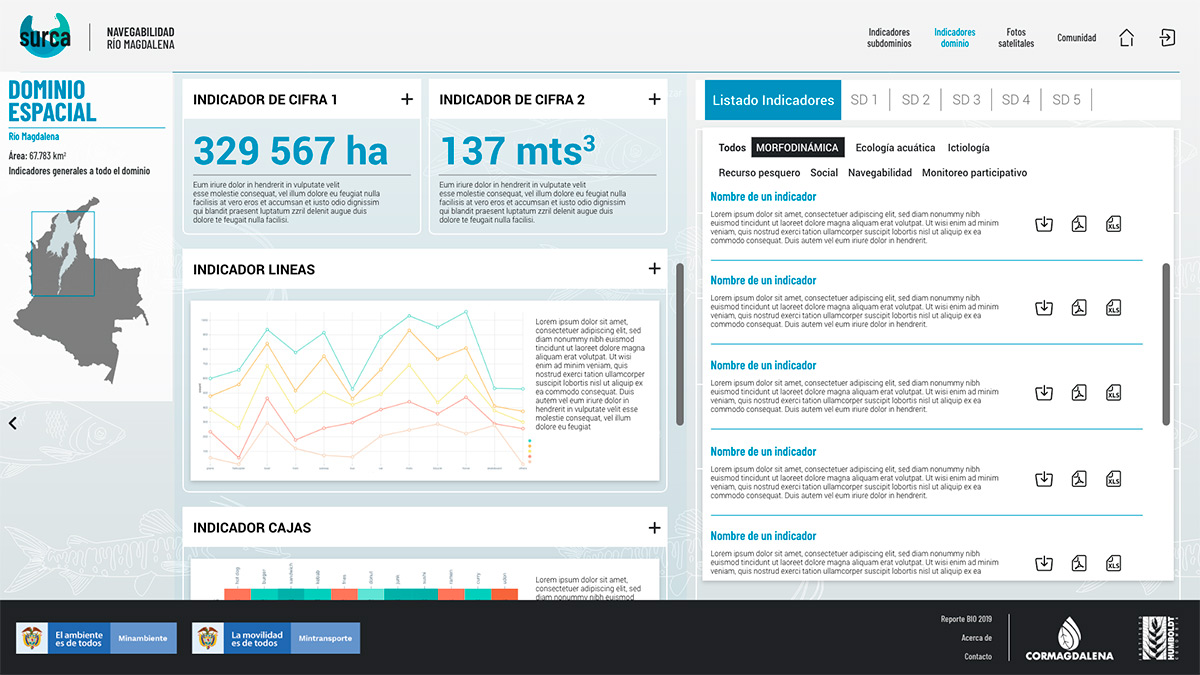 surca
NAVEGABILIDAD
RÍO MAGDALENA
Indicadores
subdominios
Indicadores
dominio
Fotos
satelitales
Comunidad
DOMINIO
ESPACIAL
Río Magdalena
Área: 67.783 km²
Indicadores generales a todo el dominio
INDICADOR DE CIFRA 1 +
329 567 ha
Eum iriure dolor in hendrerit in vulputate velit
esse molestie consequat, vel illum dolore eu feugiat nulla
facilisis at vero eros et accumsan et iusto odio dignissim
qui blandit praesent luptatum zzril delenit augue duis
dolore te feugait nulla facilisi.
INDICADOR DE CIFRA 2 +
137 mts³
Eum iriure dolor in hendrerit in vulputate velit
esse molestie consequat, vel illum dolore eu feugiat nulla
facilisis at vero eros et accumsan et iusto odio dignissim
qui blandit praesent luptatum zzril delenit augue duis
dolore te feugait nulla facilisi.
INDICADOR LINEAS +
Lorem ipsum dolor sit amet,
consectetuer adipiscing elit, sed
diam nonummy nibh euismod
tincidunt ut laoreet dolore magna
aliquam erat volutpat. Ut wisi
enim ad minim veniam, quis
nostrud exerci tation ullamcorper
suscipit lobortis nisl ut aliquip ex
ea commodo consequat. Duis
autem vel eum iriure dolor in
hendrerit in vulputate velit esse
molestie consequat, vel illum
dolore eu feugiat
INDICADOR CAJAS +
hot dog
burger
sandwich
kebab
fries
donut
junk
sushi
ramen
curry
udon
Lorem ipsum dolor sit amet,
consectetuer adipiscing elit, sed
diam nonummy nibh euismod
Listado Indicadores
SD 1
SD 2
SD 3
SD 4
SD 5
Todos MORFODINÁMICA Ecología acuática Ictiología
Recurso pesquero Social Navegabilidad Monitoreo participativo
Nombre de un indicador
Lorem ipsum dolor sit amet, consectetuer adipiscing elit, sed diam nonummy nibh
euismod tincidunt ut laoreet dolore magna aliquam erat volutpat. Ut wisi enim ad minim
veniam, quis nostrud exerci tation ullamcorper suscipit lobortis nisl ut aliquip ex ea
commodo consequat. Duis autem vel eum iriure dolor in hendrerit.
XLS
Nombre de un indicador
Lorem ipsum dolor sit amet, consectetuer adipiscing elit, sed diam nonummy nibh
euismod tincidunt ut laoreet dolore magna aliquam erat volutpat. Ut wisi enim ad minim
veniam, quis nostrud exerci tation ullamcorper suscipit lobortis nisl ut aliquip ex ea
commodo consequat. Duis autem vel eum iriure dolor in hendrerit.
XLS
Nombre de un indicador
Lorem ipsum dolor sit amet, consectetuer adipiscing elit, sed diam nonummy nibh
euismod tincidunt ut laoreet dolore magna aliquam erat volutpat. Ut wisi enim ad minim
veniam, quis nostrud exerci tation ullamcorper suscipit lobortis nisl ut aliquip ex ea
commodo consequat. Duis autem vel eum iriure dolor in hendrerit.
XLS
Nombre de un indicador
Lorem ipsum dolor sit amet, consectetuer adipiscing elit, sed diam nonummy nibh
euismod tincidunt ut laoreet dolore magna aliquam erat volutpat. Ut wisi enim ad minim
veniam, quis nostrud exerci tation ullamcorper suscipit lobortis nisl ut aliquip ex ea
commodo consequat. Duis autem vel eum iriure dolor in hendrerit.
XLS
Nombre de un indicador
Lorem ipsum dolor sit amet, consectetuer adipiscing elit, sed diam nonummy nibh
euismod tincidunt ut laoreet dolore magna aliquam erat volutpat. Ut wisi enim ad minim
veniam, quis nostrud exerci tation ullamcorper suscipit lobortis nisl ut aliquip ex ea
XLS
El ambiente
es de todos
Minambiente
La movilidad
es de todos
Mintransporte
Reporte BIO 2019
Acerca de
Contacto
CORMAGDALENA
INSTITUTO
HUMBOLDT
COLOMBIA